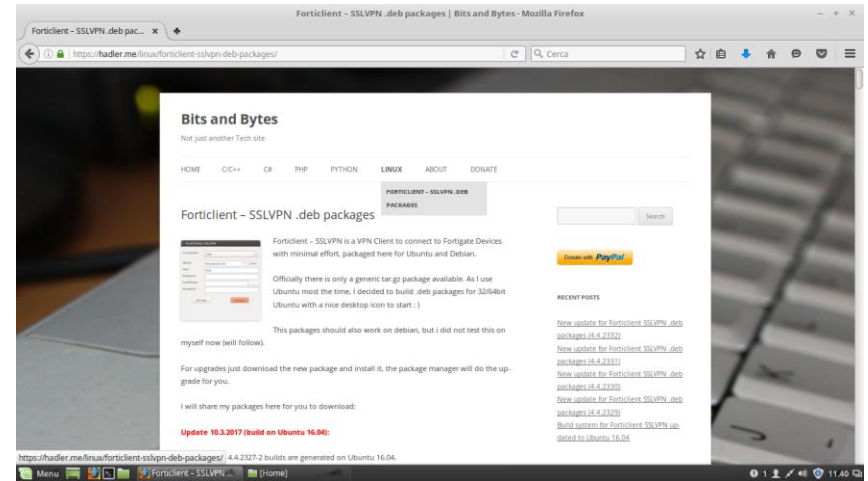 Forticlient – SSLVPN .deb packages | Bits and Bytes - Mozilla Firefox
Forticlient – SSLVPN .deb pac...
https://hadler.me/linux/forticlient-sslvpn-deb-packages/
Cerca
Bits and Bytes
Not just another Tech site
HOME C/C++ C# PHP PYTHON LINUX ABOUT DONATE
FORTICLIENT – SSLVPN .DEB
PACKAGES
Forticlient – SSLVPN .deb packages
Forticlient – SSLVPN is a VPN Client to connect to Fortigate Devices
with minimal effort, packaged here for Ubuntu and Debian.
Officially there is only a generic tar.gz package available. As I use
Ubuntu most the time, I decided to build .deb packages for 32/64bit
Ubuntu with a nice desktop icon to start : )
This packages should also work on debian, but i did not test this on
myself now (will follow).
For upgrades just download the new package and install it, the package manager will do the up-
grade for you.
I will share my packages here for you to download:
Update 10.3.2017 (build on Ubuntu 16.04):
4.4.2327-2 builds are generated on Ubuntu 16.04.
Search
Donate with PayPal
RECENT POSTS
New update for Forticlient SSLVPN .deb
packages (4.4.2332)
New update for Forticlient SSLVPN .deb
packages (4.4.2331)
New update for Forticlient SSLVPN .deb
packages (4.4.2330)
New update for Forticlient SSLVPN .deb
packages (4.4.2329)
Build system for Forticlient SSLVPN up-
dated to Ubuntu 16.04
https://hadler.me/linux/forticlient-sslvpn-deb-packages/
Menu
Forticlient – SSLVPN ...
[Home]
1
11.40